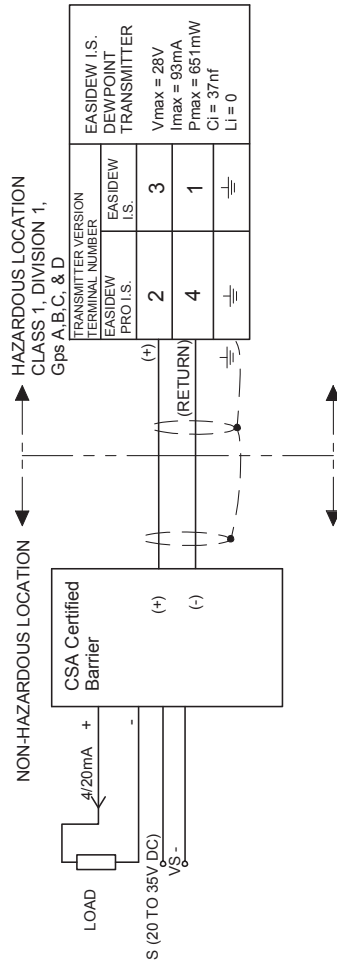 NON-HAZARDOUS LOCATION
HAZARDOUS LOCATION
CLASS 1, DIVISION 1,
Gps A,B,C, & D
LOAD
4/20mA
+
-
S (20 TO 35V DC)
VS -
CSA Certified
Barrier
(+)
(-)
(+)
(RETURN)
TRANSMITTER VERSION
TERMINAL NUMBER
EASIDEW
PRO I.S.
EASIDEW
I.S.
2
3
4
1
EASIDEW I.S.
DEWPOINT
TRANSMITTER
Vmax = 28V
Imax = 93mA
Pmax = 651mW
Ci = 37nf
Li = 0